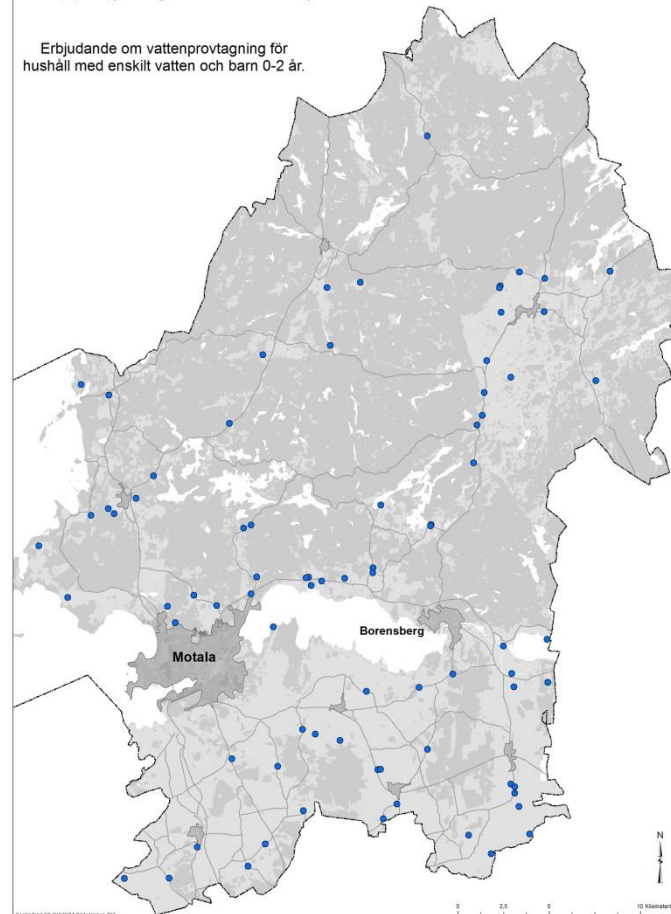 Erbjudande om vattenprovtagning för
hushåll med enskilt vatten och barn 0-2 år.
Borensberg
Motala
N
0 2,5 5 10 Kilometers